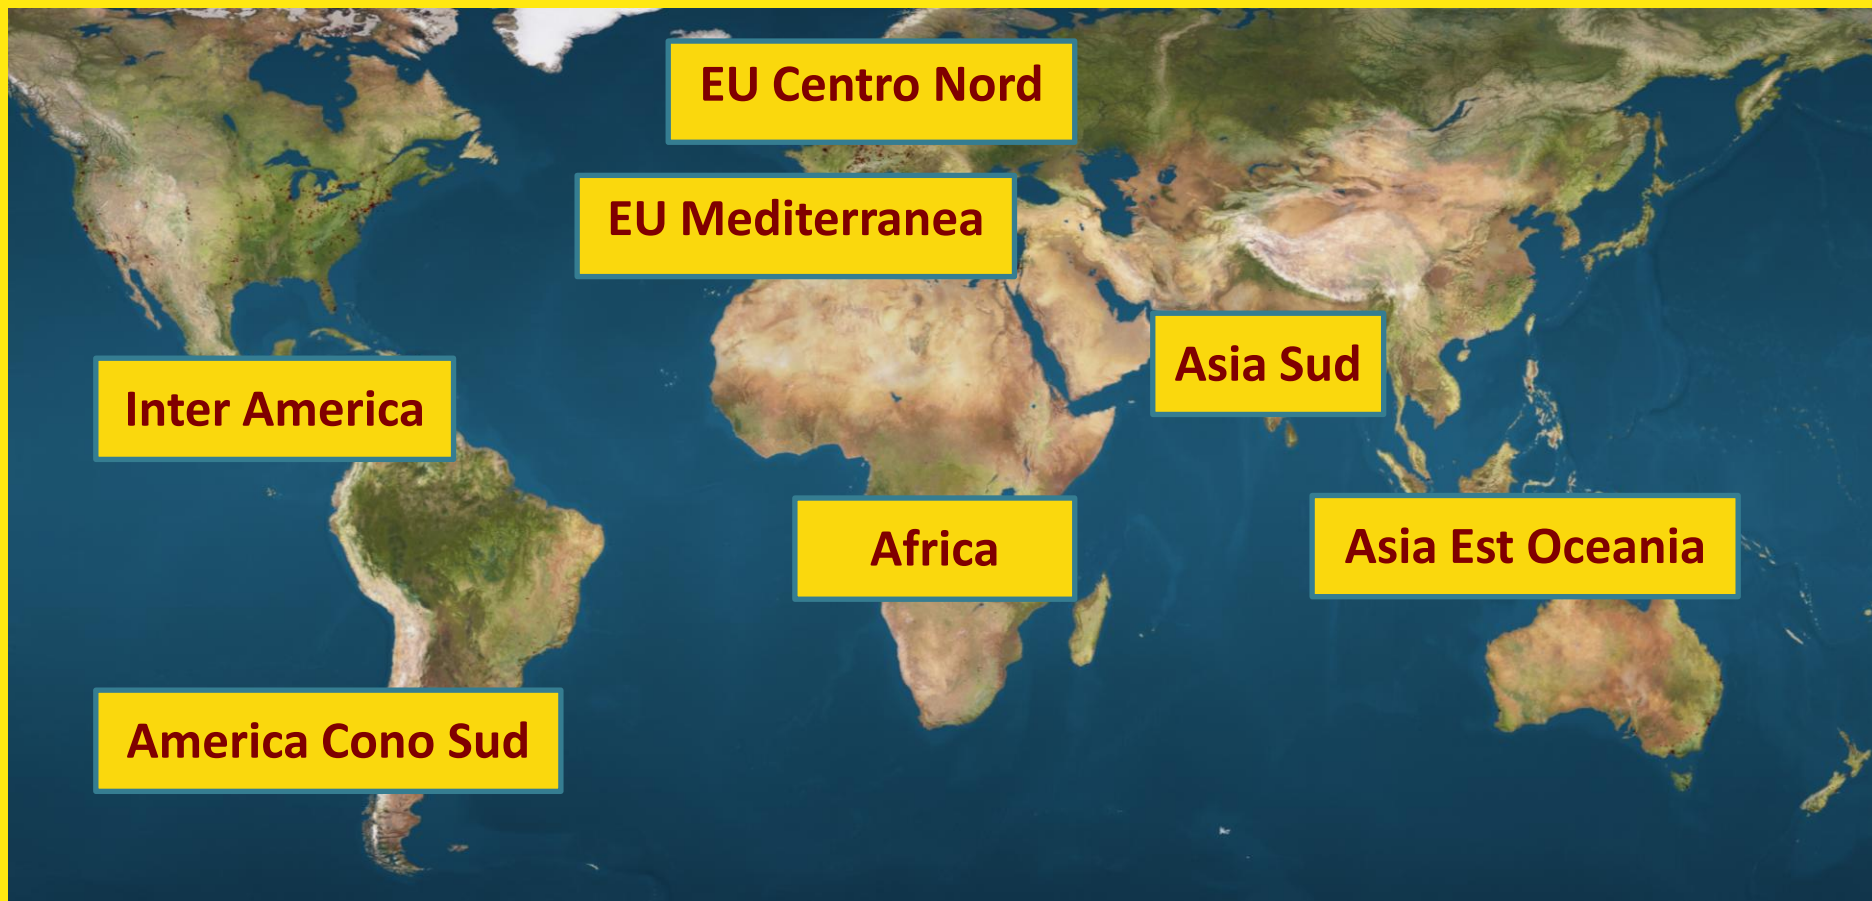 EU Centro Nord
EU Mediterranea
Asia Sud
Inter America
Africa
Asia Est Oceania
America Cono Sud